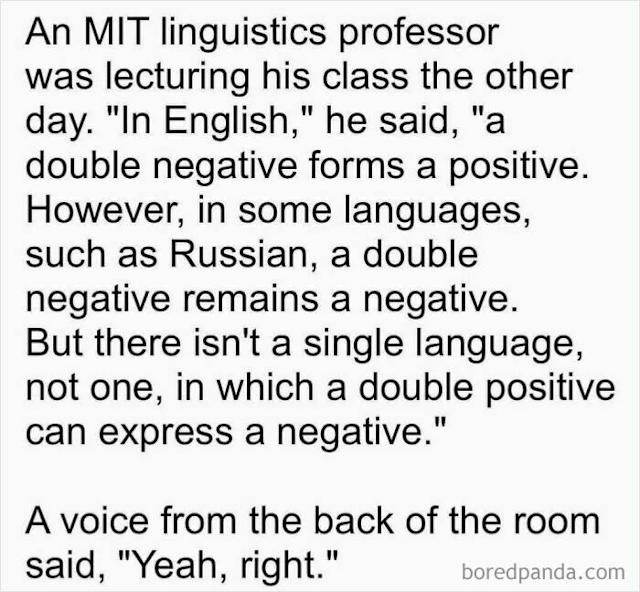 An MIT linguistics professor
was lecturing his class the other
day. "In English," he said, "a
double negative forms a positive.
However, in some languages,
such as Russian, a double
negative remains a negative.
But there isn't a single language,
not one, in which a double positive
can express a negative."
A voice from the back of the room
said, "Yeah, right."
boredpanda.com